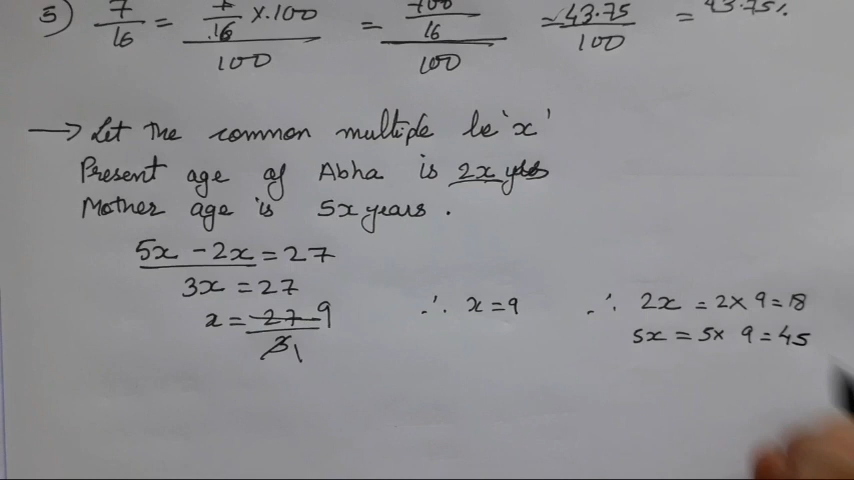 5) 7/16 = 7/16 ×.100 / 100 = 700/16 / 100 = 43.75/100 = 43.75%
→ Let the common multiple be 'x'
Present age of Abha is 2x
Mother age is 5x years.
5x - 2x = 27
3x = 27
x = 27/3 9/1 ∴ x = 9 ∴ 2x = 2 × 9 = 18
5x = 5 × 9 = 45